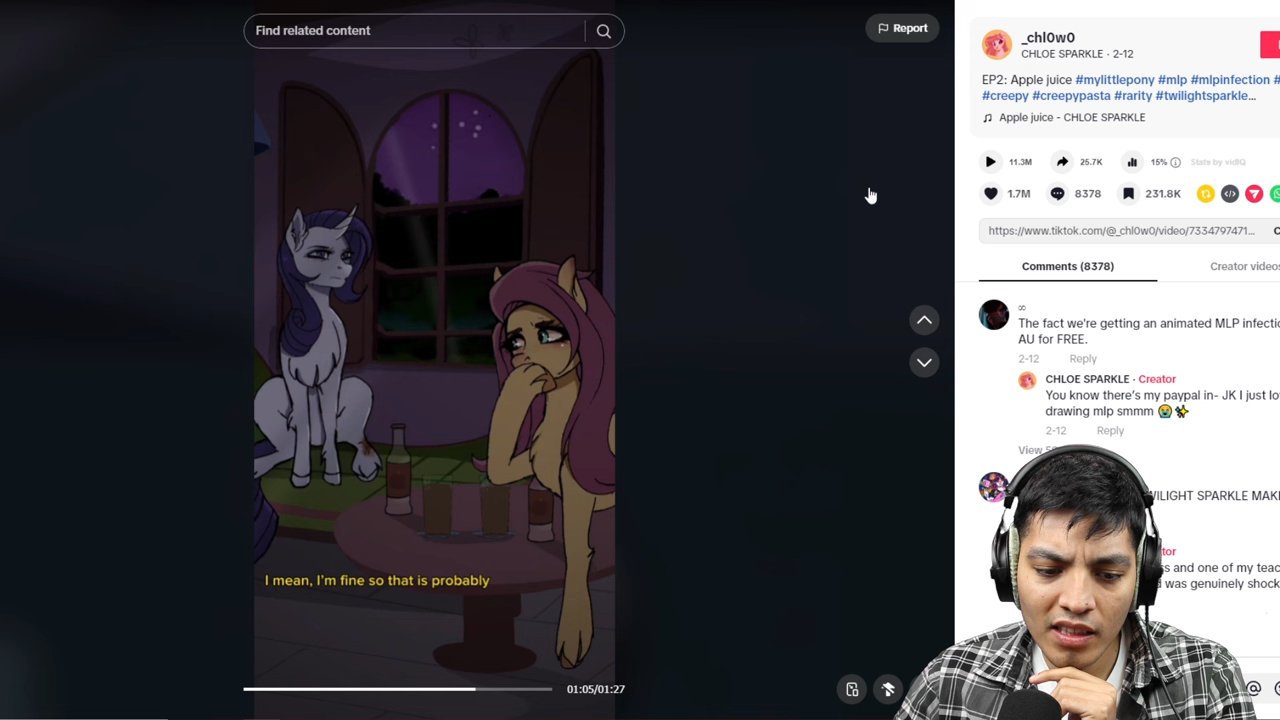 Find related content
Report
I mean, I'm fine so that is probably
01:05/01:27
_chl0w0
CHLOE SPARKLE · 2-12
EP2: Apple juice #mylittlepony #mlp #mlpinfection #
#creepy #creepypasta #rarity #twilightsparkle...
Apple juice - CHLOE SPARKLE
11.3M 25.7K 15% Stats by vidIQ
1.7M 8378 231.8K
https://www.tiktok.com/@_chl0w0/video/7334797471...
Comments (8378) Creator videos
∞
The fact we're getting an animated MLP infectio
AU for FREE.
2-12 Reply
CHLOE SPARKLE · Creator
You know there's my paypal in- JK I just lo
drawing mlp smmm 😭✨
2-12 Reply
View
WILIGHT SPARKLE MAK
tor
ss and one of my teac
was genuinely shock